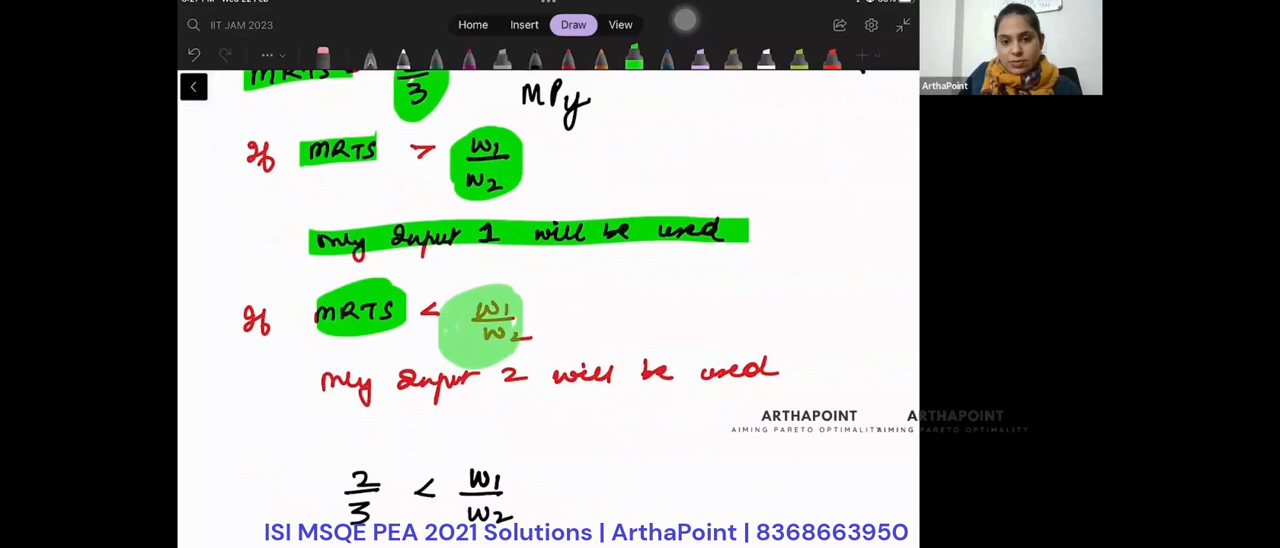 IIT JAM 2023
Home Insert Draw View
ArthaPoint
MRTS
3
MPy
If MRTS > W1
W2
Only Input 1 will be used
If MRTS < W1
W2
Only Input 2 will be used
ARTHAPOINT ARTHAPOINT
AIMING PARETO OPTIMALITY AIMING PARETO OPTIMALITY
2 < W1
3 W2
ISI MSQE PEA 2021 Solutions | ArthaPoint | 8368663950